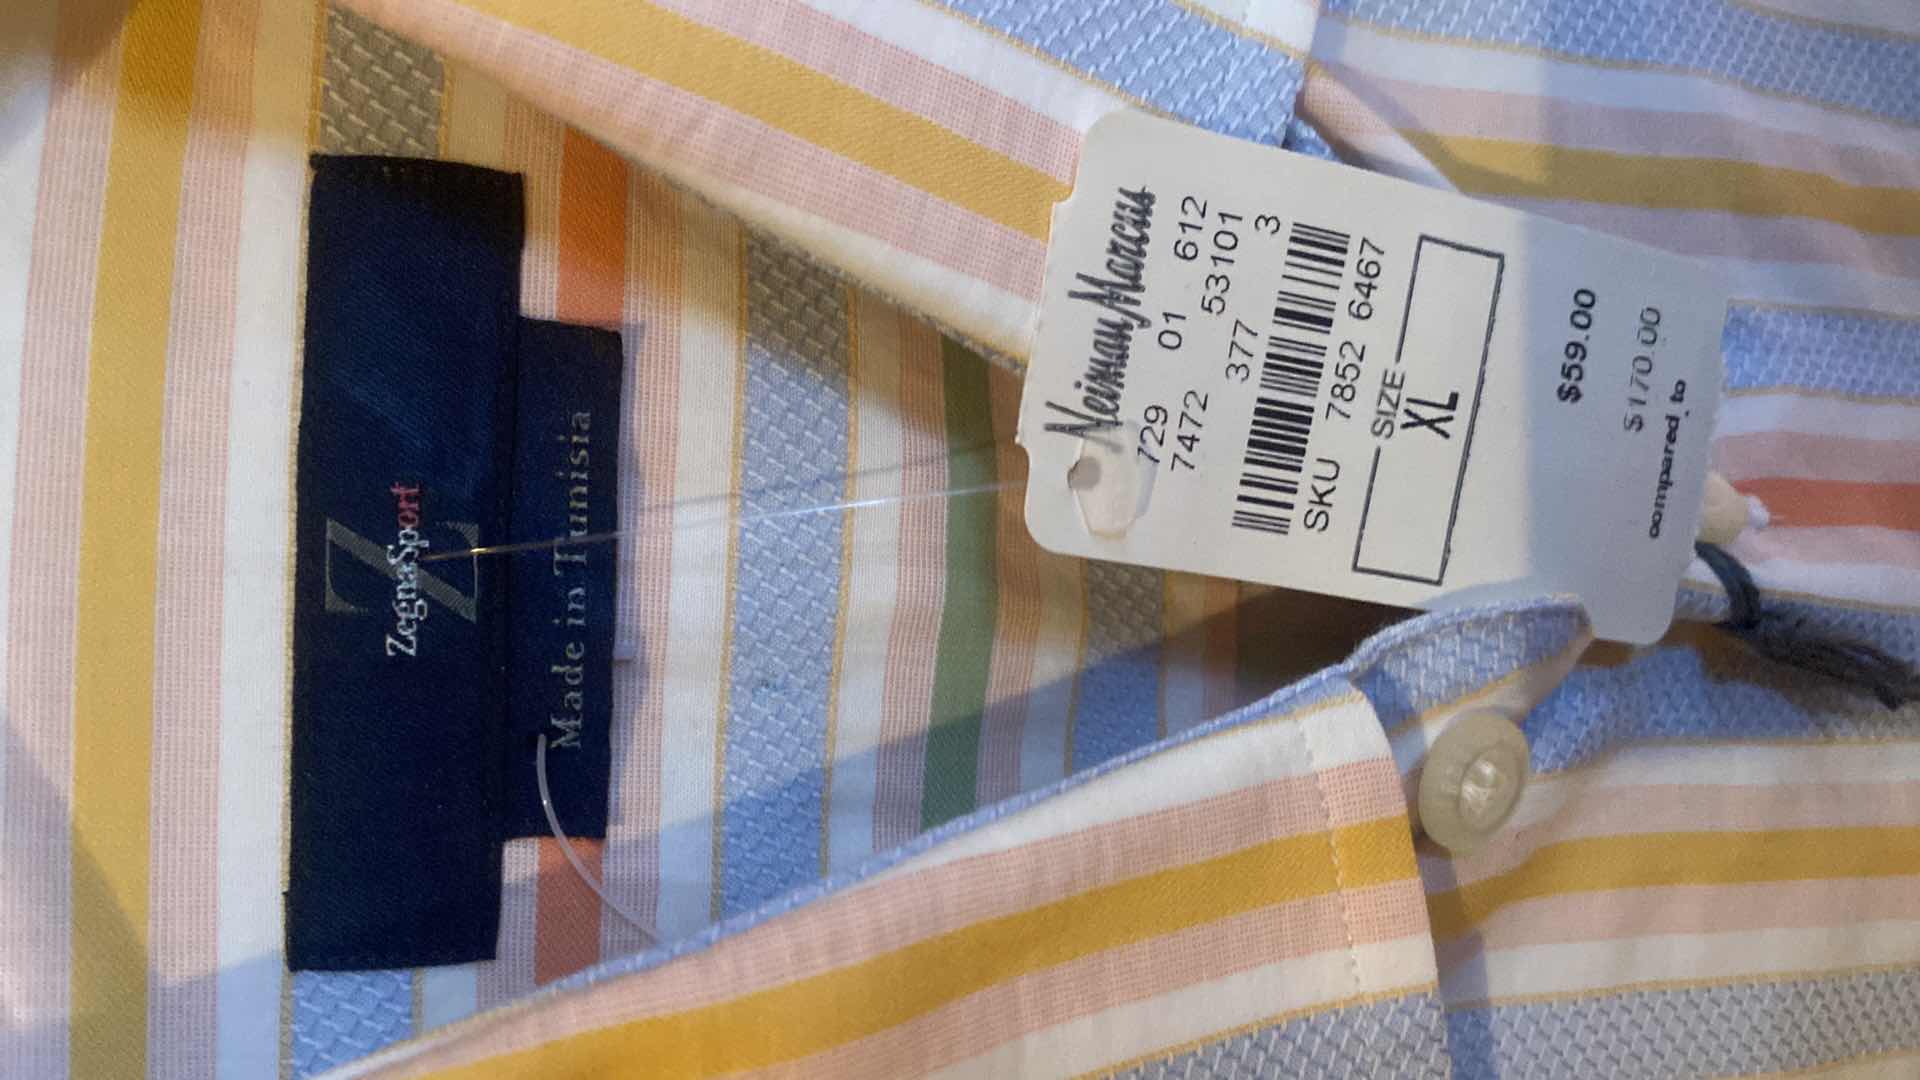 ZegnaSport
Made in Tunisia
Neiman Marcus
729 01 612
7472 53101
377 3
SKU 7852 6467
SIZE
XL
$59.00
$170.00
compared to